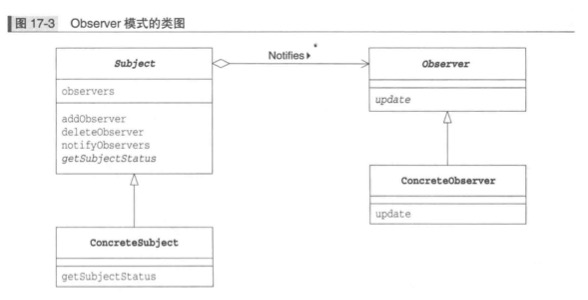 图 17-3 Observer 模式的类图
Subject
observers
addObserver
deleteObserver
notifyObservers
getSubjectStatus
Notifies
*
Observer
update
ConcreteObserver
update
ConcreteSubject
getSubjectStatus